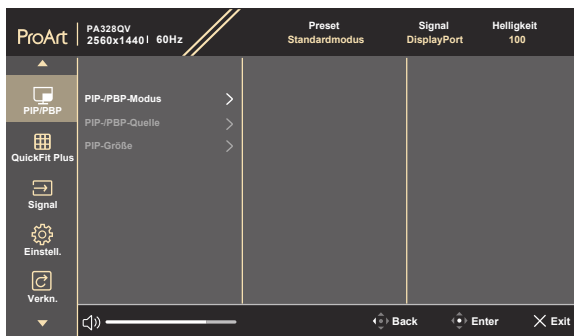 ProArt
PA328QV
2560x1440 60Hz
Preset
Standardmodus
Signal
DisplayPort
Helligkeit
100
PIP/PBP
QuickFit Plus
Signal
Einstell.
Verkn.
PIP-/PBP-Modus
PIP-/PBP-Quelle
PIP-Größe
Back
Enter
Exit